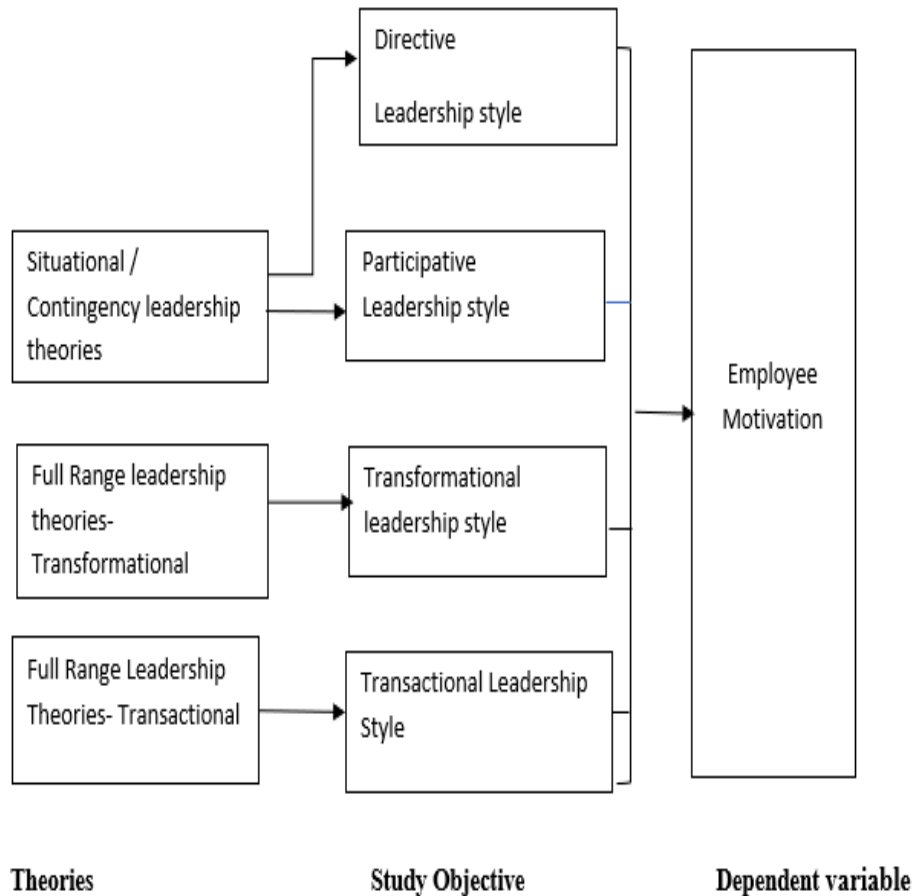 Directive
Leadership style
Situational /
Contingency leadership
theories
Participative
Leadership style
Employee
Motivation
Full Range leadership
theories-
Transformational
Transformational
leadership style
Full Range Leadership
Theories- Transactional
Transactional Leadership
Style
Theories
Study Objective
Dependent variable